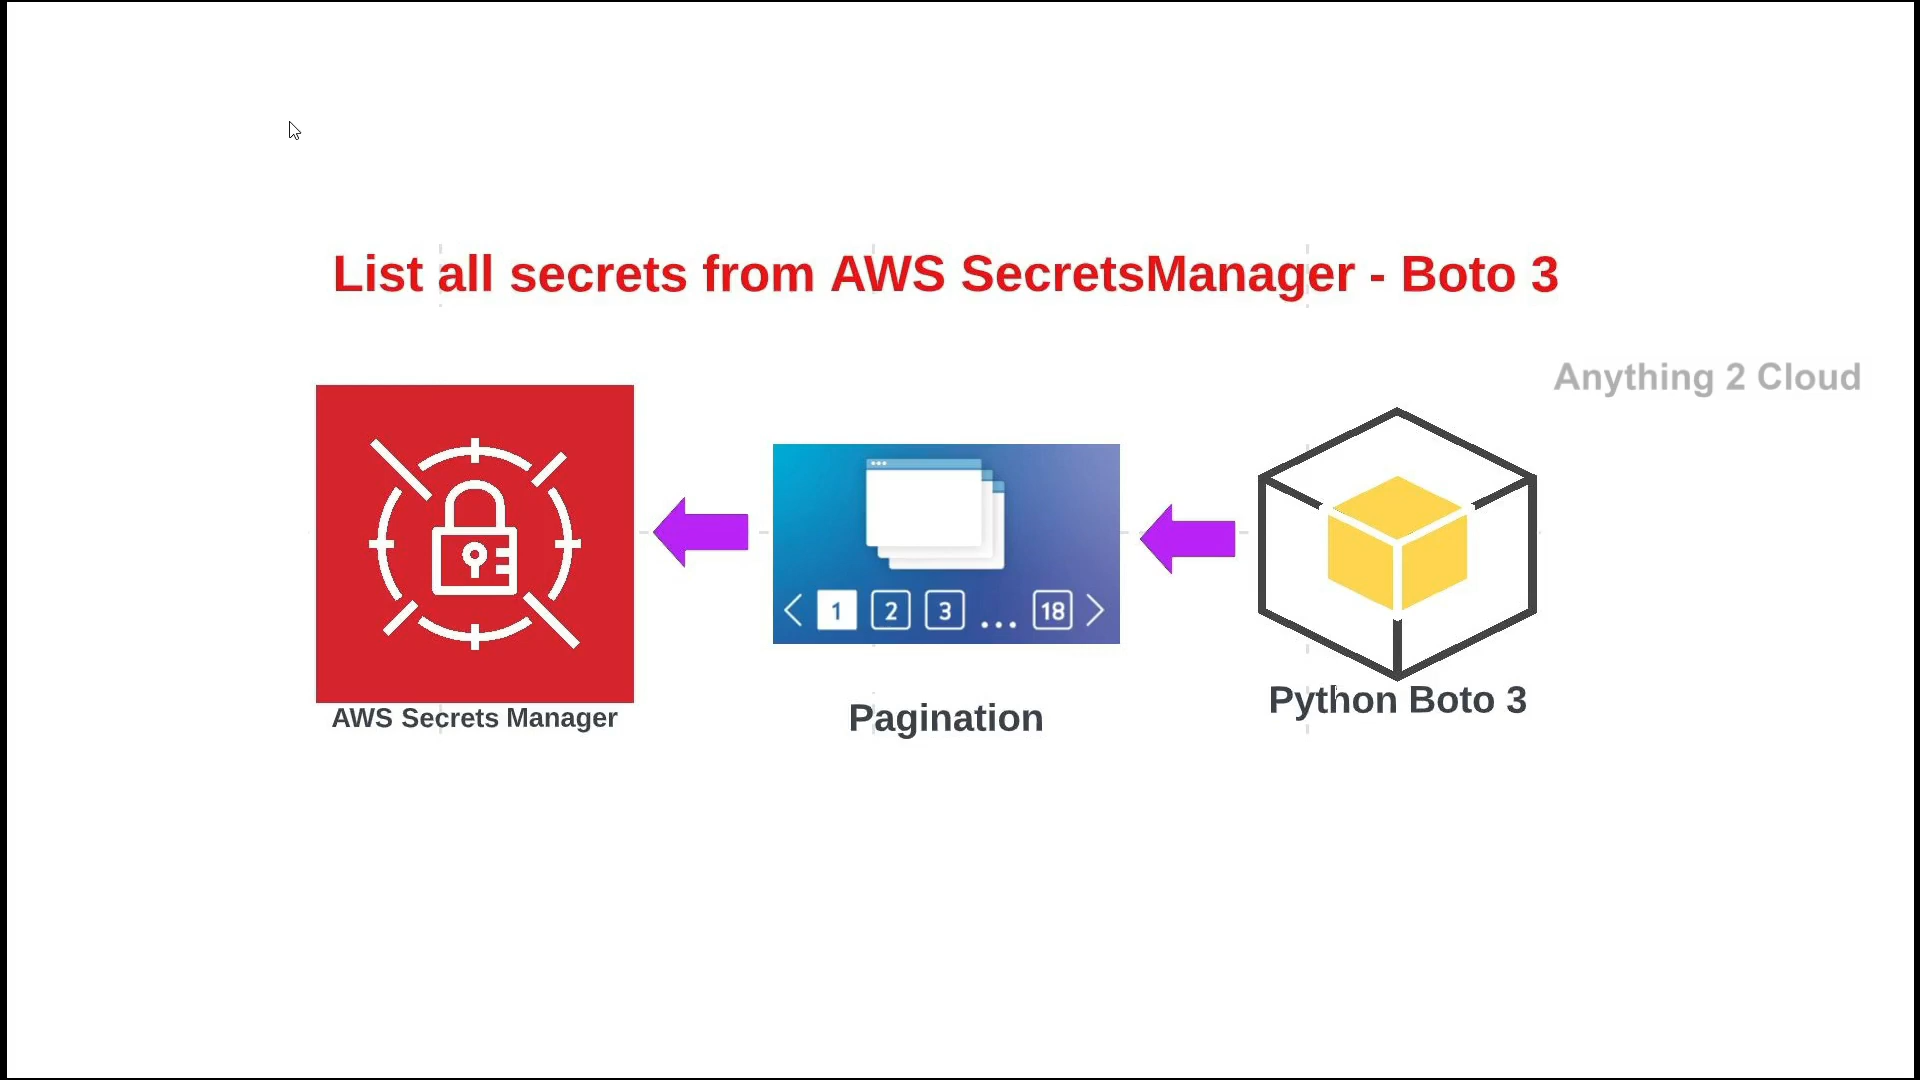 List all secrets from AWS SecretsManager - Boto 3
Anything 2 Cloud
1 2 3 ... 18
AWS Secrets Manager
Pagination
Python Boto 3